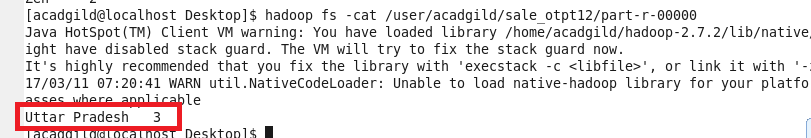 [acadgild@localhost Desktop]$ hadoop fs -cat /user/acadgild/sale_otpt12/part-r-00000
Java HotSpot(TM) Client VM warning: You have loaded library /home/acadgild/hadoop-2.7.2/lib/native/
ight have disabled stack guard. The VM will try to fix the stack guard now.
It's highly recommended that you fix the library with 'execstack -c <libfile>', or link it with '-z
17/03/11 07:20:41 WARN util.NativeCodeLoader: Unable to load native-hadoop library for your platfo
asses where applicable
Uttar Pradesh 3
[acadgild@localhost Desktop]$